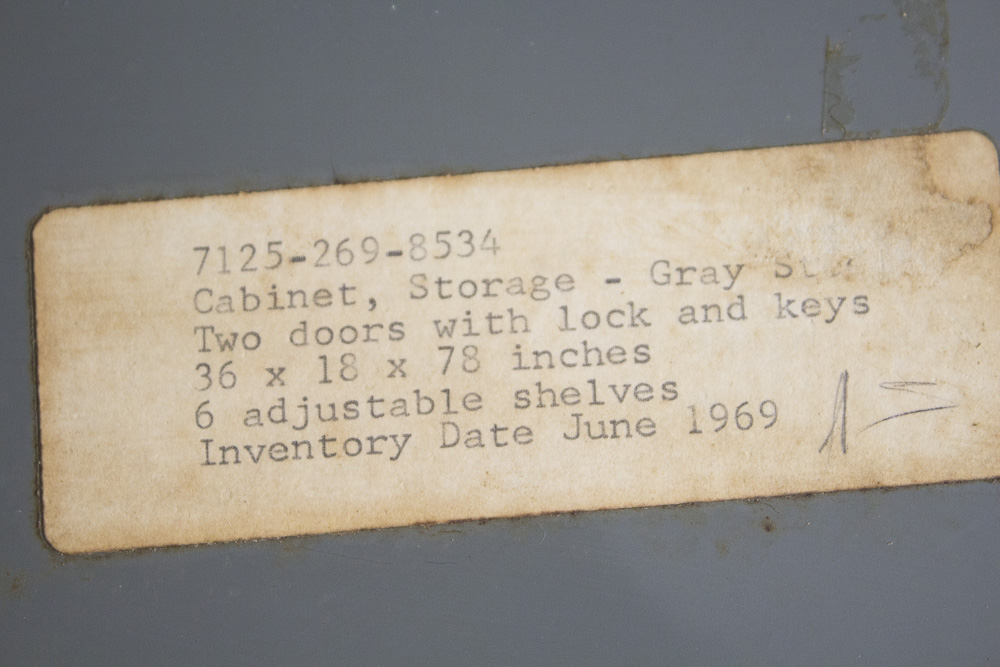 7125-269-8534
Cabinet, Storage - Gray
Two doors with lock and keys
36 x 18 x 78 inches
6 adjustable shelves
Inventory Date June 1969